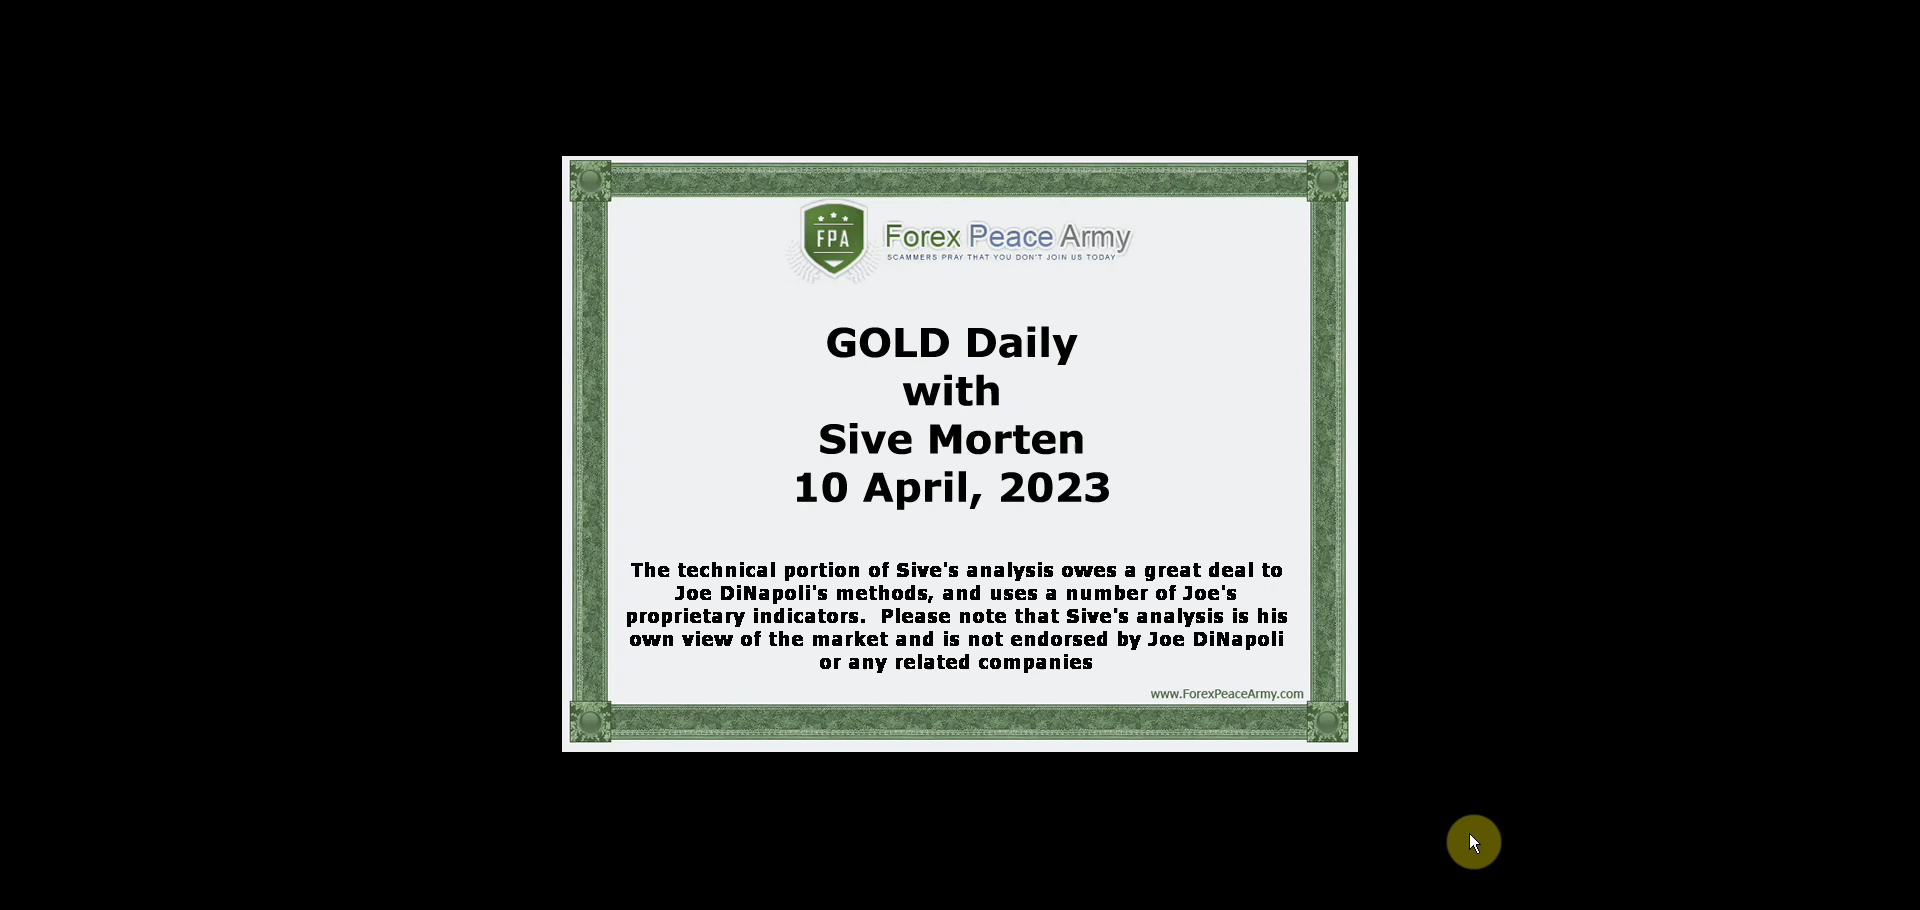 FPA
Forex Peace Army
SCAMMERS PRAY THAT YOU DON'T JOIN US TODAY
GOLD Daily
with
Sive Morten
10 April, 2023
The technical portion of Sive's analysis owes a great deal to
Joe DiNapoli's methods, and uses a number of Joe's
proprietary indicators.  Please note that Sive's analysis is his
own view of the market and is not endorsed by Joe DiNapoli
or any related companies
www.ForexPeaceArmy.com